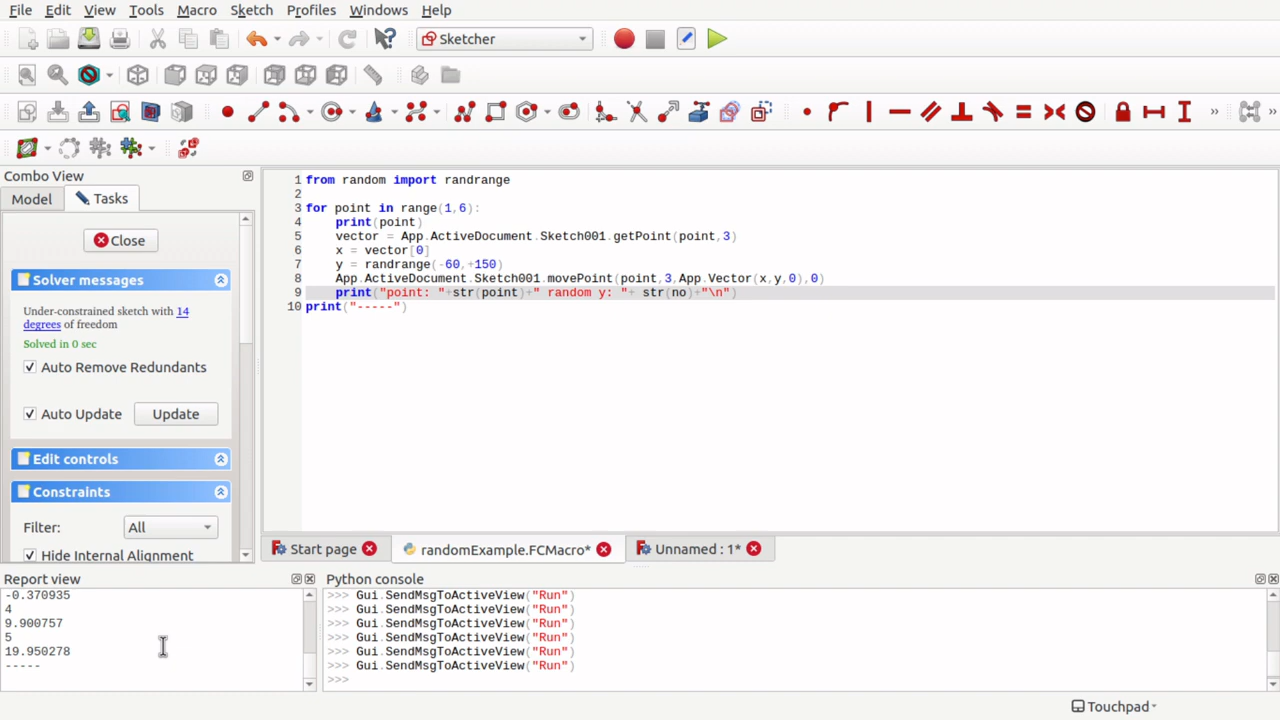 File Edit View Tools Macro Sketch Profiles Windows Help
Sketcher
Combo View
Model Tasks
Close
Solver messages
Under-constrained sketch with 14
degrees of freedom
Solved in 0 sec
Auto Remove Redundants
Auto Update Update
Edit controls
Constraints
Filter: All
Hide Internal Alignment
1 from random import randrange
2
3 for point in range(1,6):
4 print(point)
5 vector = App.ActiveDocument.Sketch001.getPoint(point,3)
6 x = vector[0]
7 y = randrange(-60,+150)
8 App.ActiveDocument.Sketch001.movePoint(point,3,App.Vector(x,y,0),0)
9 print("point: "+str(point)+" random y: "+ str(no)+"\n")
10 print("-----")
Start page randomExample.FCMacro* Unnamed : 1*
Report view
-0.370935
4
9.900757
5
19.950278
-----
Python console
>>> Gui.SendMsgToActiveView("Run")
>>> Gui.SendMsgToActiveView("Run")
>>> Gui.SendMsgToActiveView("Run")
>>> Gui.SendMsgToActiveView("Run")
>>> Gui.SendMsgToActiveView("Run")
>>> Gui.SendMsgToActiveView("Run")
>>>
Touchpad